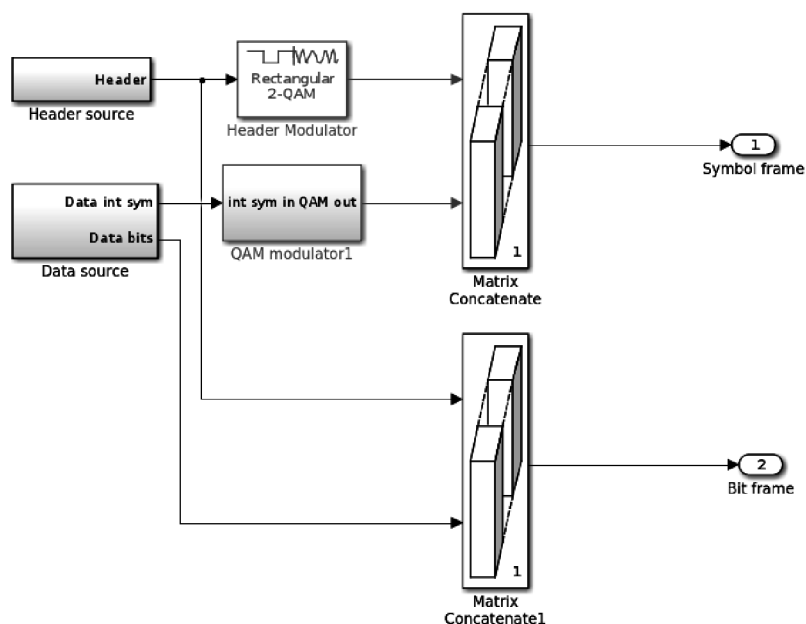 Header
Header source
Rectangular
2-QAM
Header Modulator
Data int sym
Data bits
Data source
int sym in QAM out
QAM modulator1
1
Matrix
Concatenate
1
Symbol frame
1
Matrix
Concatenate1
2
Bit frame